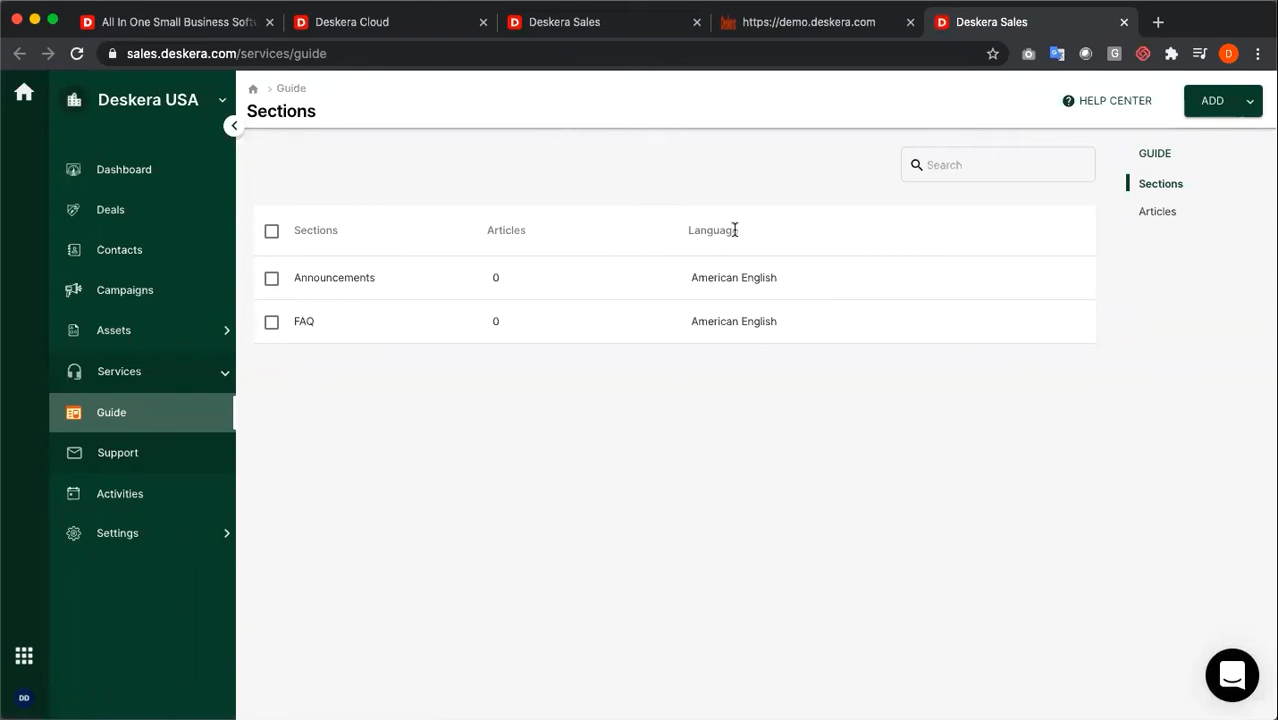 All In One Small Business Softw
Deskera Cloud
Deskera Sales
https://demo.deskera.com
Deskera Sales
sales.deskera.com/services/guide
D
Deskera USA
Guide
Sections
HELP CENTER
ADD
Search
GUIDE
Sections
Articles
Dashboard
Deals
Contacts
Campaigns
Assets
Services
Guide
Support
Activities
Settings
Sections Articles Language
Announcements 0 American English
FAQ 0 American English
DD